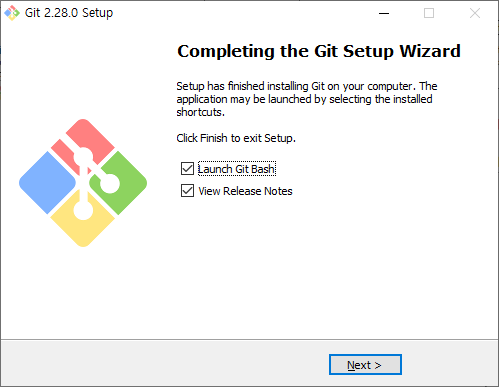 Git 2.28.0 Setup
Completing the Git Setup Wizard
Setup has finished installing Git on your computer. The
application may be launched by selecting the installed
shortcuts.
Click Finish to exit Setup.
Launch Git Bash
View Release Notes
Next >